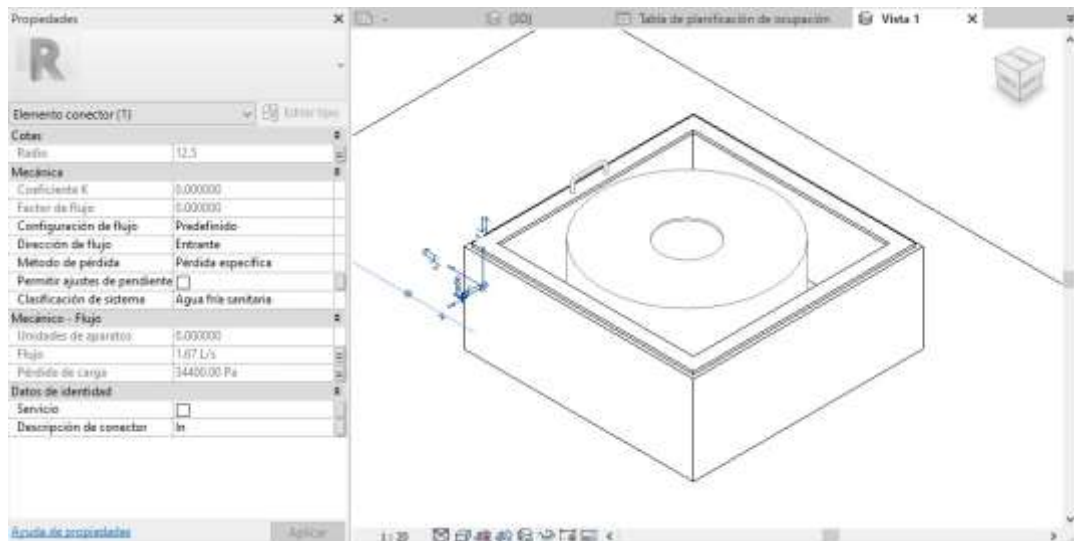 Propiedades
(3D)
Tabla de planificación de ocupación
Vista 1
R
Elemento conector (1)
Editar tipo
Cotas
Radio 12.5
Mecánica
Coeficiente K 0.000000
Factor de flujo 0.000000
Configuración de flujo Predefinido
Dirección de flujo Entrante
Método de pérdida Pérdida específica
Permitir ajustes de pendiente
Clasificación de sistema Agua fría sanitaria
Mecánico - Flujo
Unidades de aparatos 0.000000
Flujo 1.67 L/s
Pérdida de carga 34400.00 Pa
Datos de identidad
Servicio
Descripción de conector In
Ayuda de propiedades
Aplicar
1 : 20